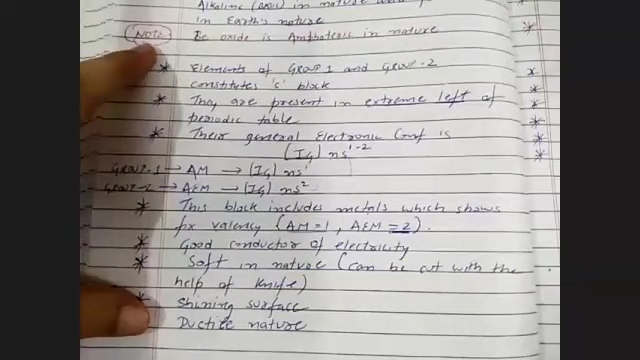 Alkaline (Basic) in nature and
in Earth's nature
NOTE Be oxide is Amphoteric in nature
* Elements of GROUP 1 and GROUP-2
constitutes 's' block
* They are present in extreme left of
periodic table
* Their general Electronic Conf is
[IG] ns¹⁻²
GROUP-1 → AM → [IG] ns¹
GROUP-2 → AEM → [IG] ns²
* This block includes metals which shows
fix valency (AM = 1, AEM = 2).
* Good conductor of electricity
* Soft in nature (can be cut with the
help of knife)
* Shining surface
Ductile nature